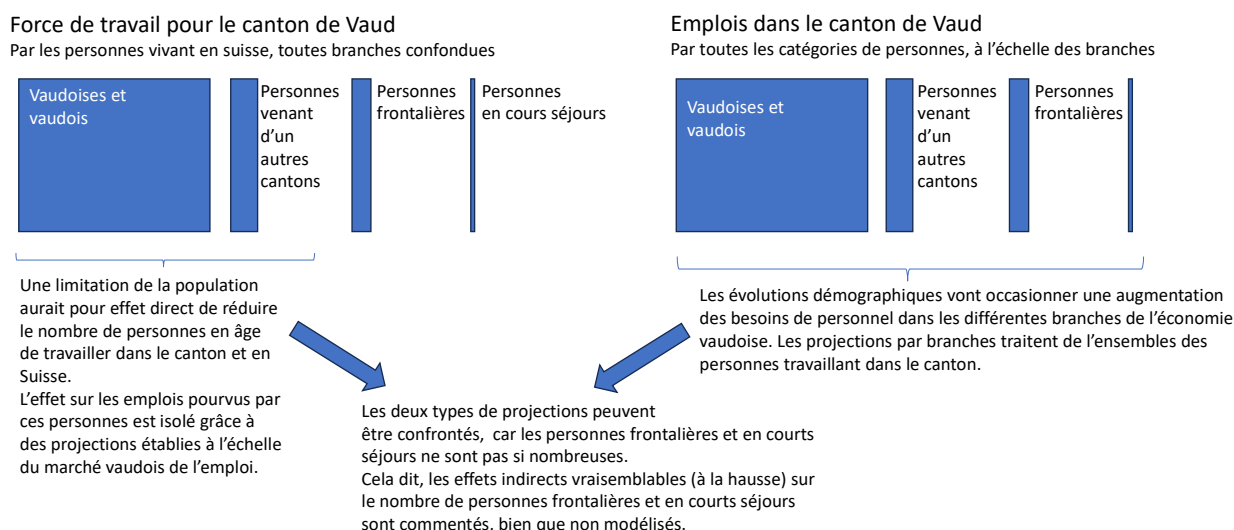 Force de travail pour le canton de Vaud
Par les personnes vivant en suisse, toutes branches confondues
Vaudoises et
vaudois
Personnes
venant
d'un
autres
cantons
Personnes
frontalières
Personnes
en cours séjours
Une limitation de la population
aurait pour effet direct de réduire
le nombre de personnes en âge
de travailler dans le canton et en
Suisse.
L'effet sur les emplois pourvus par
ces personnes est isolé grâce à
des projections établies à l'échelle
du marché vaudois de l'emploi.
Emplois dans le canton de Vaud
Par toutes les catégories de personnes, à l'échelle des branches
Vaudoises et
vaudois
Personnes
venant
d'un
autres
cantons
Personnes
frontalières
Les évolutions démographiques vont occasionner une augmentation
des besoins de personnel dans les différentes branches de l'économie
vaudoise. Les projections par branches traitent de l'ensembles des
personnes travaillant dans le canton.
Les deux types de projections peuvent
être confrontés, car les personnes frontalières et en courts
séjours ne sont pas si nombreuses.
Cela dit, les effets indirects vraisemblables (à la hausse) sur
le nombre de personnes frontalières et en courts séjours
sont commentés, bien que non modélisés.